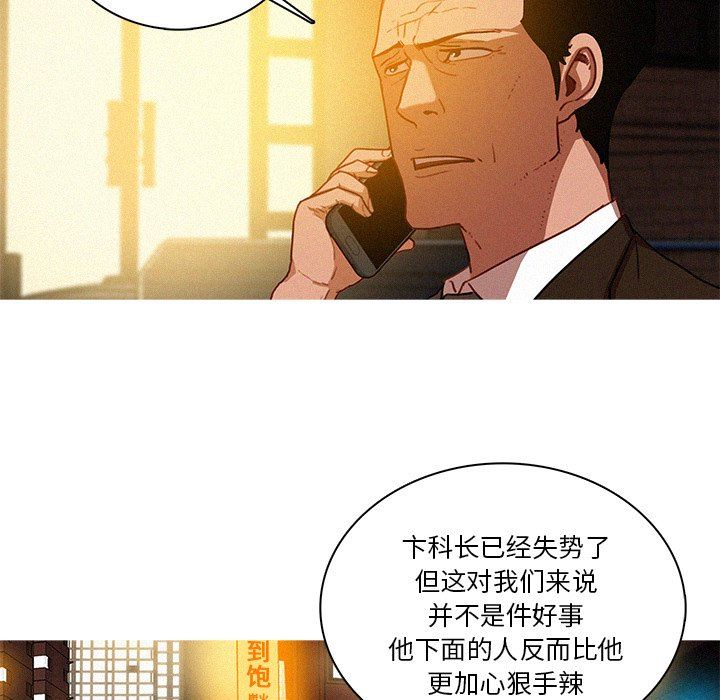 卞科长已经失势了
但这对我们来说
并不是件好事
他下面的人反而比他
更加心狠手辣
到饱